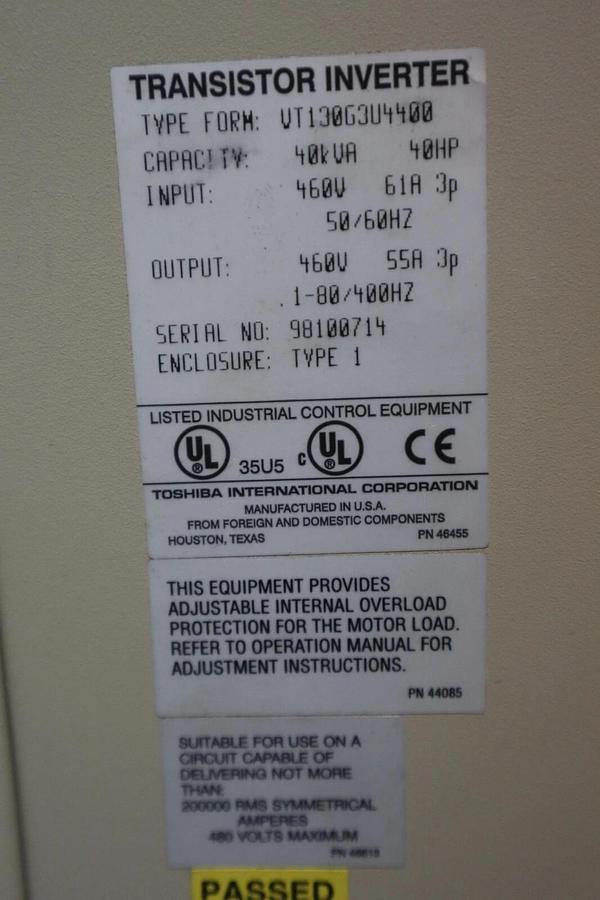 TRANSISTOR INVERTER
TYPE FORM: VT130G3U4400
CAPACITY: 40kVA 40HP
INPUT: 460V 61A 3p
50/60HZ
OUTPUT: 460V 55A 3p
.1-80/400HZ
SERIAL NO: 98100714
ENCLOSURE: TYPE 1
LISTED INDUSTRIAL CONTROL EQUIPMENT
UL ® 35U5 C UL ® CE
TOSHIBA INTERNATIONAL CORPORATION
MANUFACTURED IN U.S.A.
FROM FOREIGN AND DOMESTIC COMPONENTS
HOUSTON, TEXAS PN 46455
THIS EQUIPMENT PROVIDES
ADJUSTABLE INTERNAL OVERLOAD
PROTECTION FOR THE MOTOR LOAD.
REFER TO OPERATION MANUAL FOR
ADJUSTMENT INSTRUCTIONS.
PN 44085
SUITABLE FOR USE ON A
CIRCUIT CAPABLE OF
DELIVERING NOT MORE
THAN:
200000 RMS SYMMETRICAL
AMPERES
480 VOLTS MAXIMUM
PN
PASSED